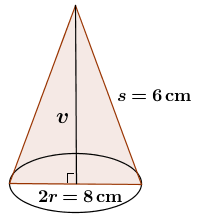 s = 6 cm
v
2r = 8 cm